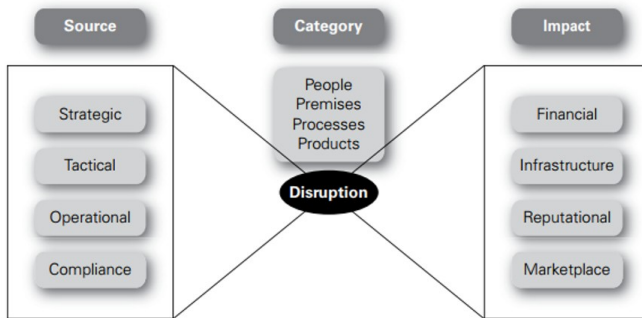 Source
Category
Impact
People
Premises
Processes
Products
Strategic
Tactical
Operational
Compliance
Disruption
Financial
Infrastructure
Reputational
Marketplace